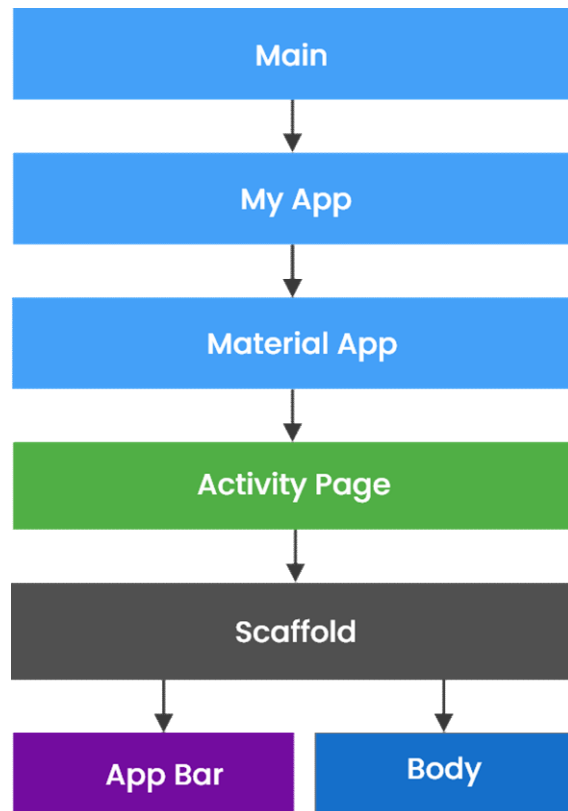 Main
My App
Material App
Activity Page
Scaffold
App Bar
Body